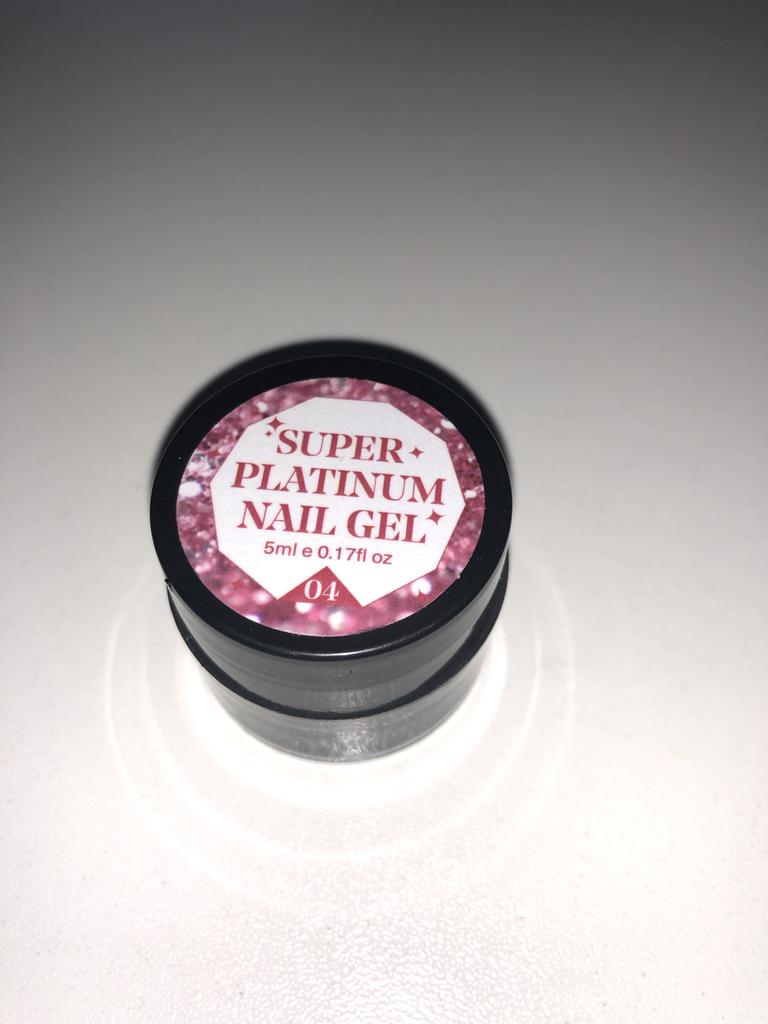 SUPER
PLATINUM
NAIL GEL
5ml e 0.17fl oz
04